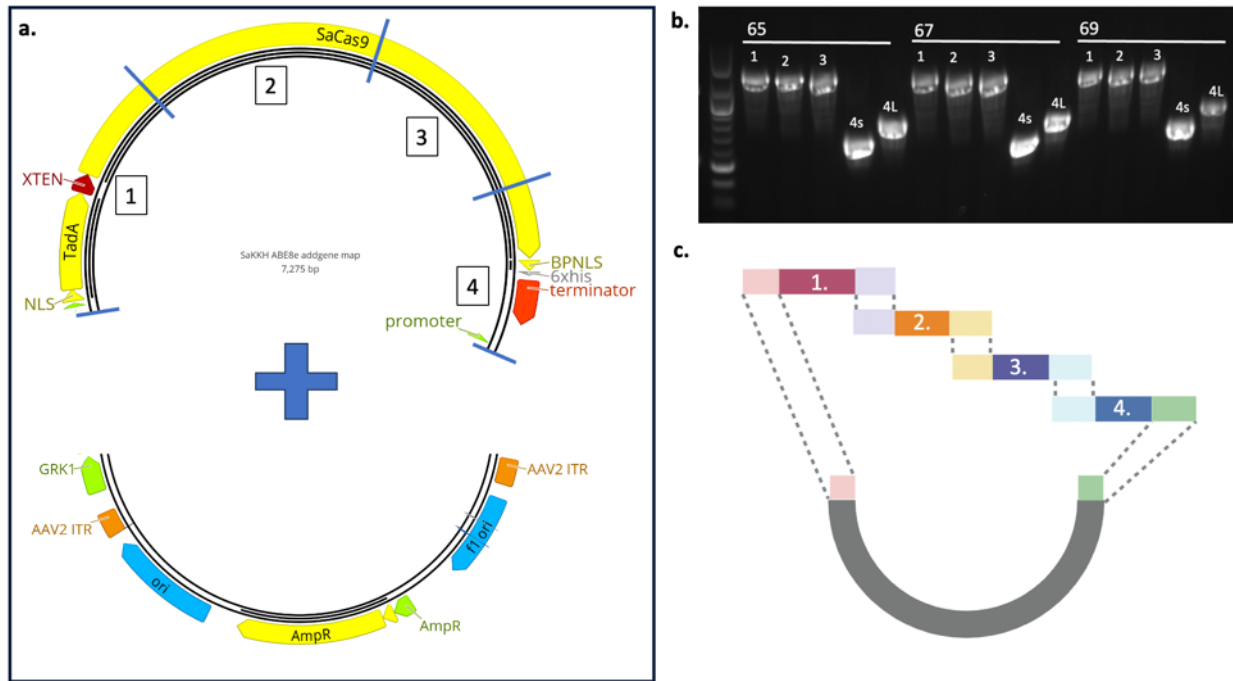 a.
SaCas9
2
3
XTEN
1
TadA
SaKKH ABE8e addgene map
7,275 bp
BPNLS
6xhis
4
terminator
NLS
promoter
GRK1
AAV2 ITR
AAV2 ITR
f1 ori
ori
AmpR
AmpR
b.
65
67
69
1
2
3
4s
4L
1
2
3
4s
4L
1
2
3
4s
4L
c.
1.
2.
3.
4.